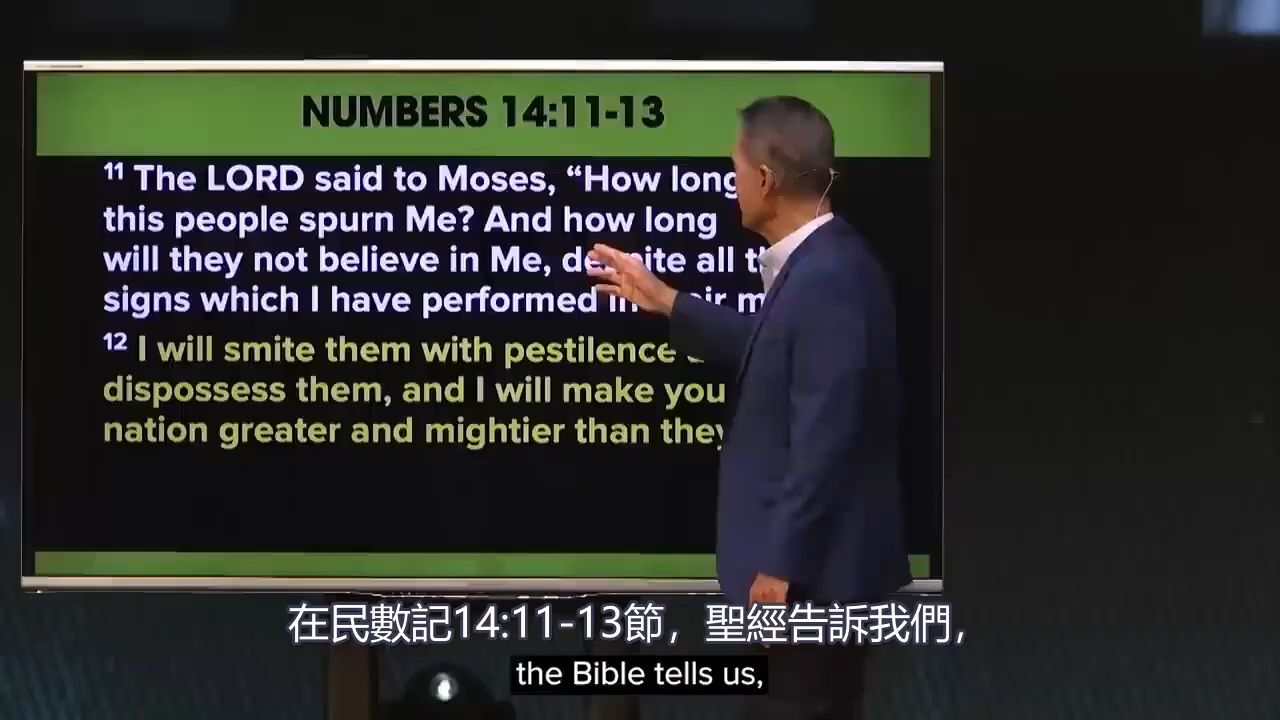 NUMBERS 14:11-13
11 The LORD said to Moses, “How long
this people spurn Me? And how long
will they not believe in Me, despite all
signs which I have performed in
12 I will smite them with pestilence
dispossess them, and I will make you
nation greater and mightier than they
在民數記14:11-13節，聖經告訴我們，
the Bible tells us,